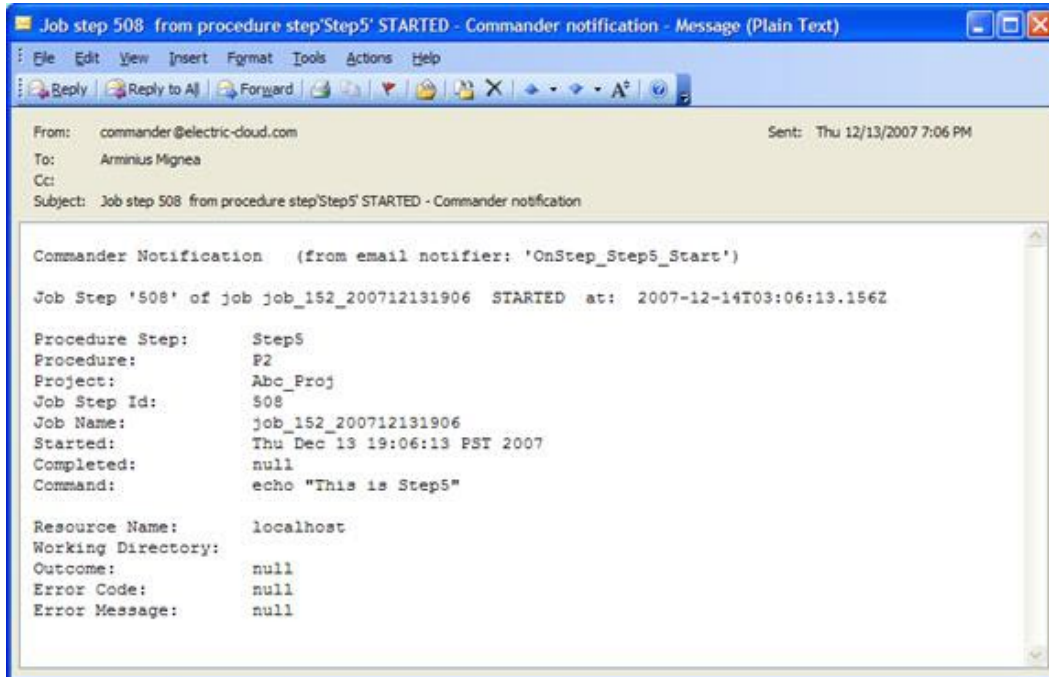 Job step 508  from procedure step'Step5' STARTED - Commander notification - Message (Plain Text)
File Edit View Insert Format Tools Actions Help
Reply Reply to All Forward
From: commander@electric-cloud.com Sent: Thu 12/13/2007 7:06 PM
To: Arminius Mignea
Cc:
Subject: Job step 508  from procedure step'Step5' STARTED - Commander notification
Commander Notification   (from email notifier: 'OnStep_Step5_Start')
Job Step '508' of job job_152_200712131906  STARTED  at:  2007-12-14T03:06:13.156Z
Procedure Step: Step5
Procedure: P2
Project: Abc_Proj
Job Step Id: 508
Job Name: job_152_200712131906
Started: Thu Dec 13 19:06:13 PST 2007
Completed: null
Command: echo "This is Step5"
Resource Name: localhost
Working Directory:
Outcome: null
Error Code: null
Error Message: null